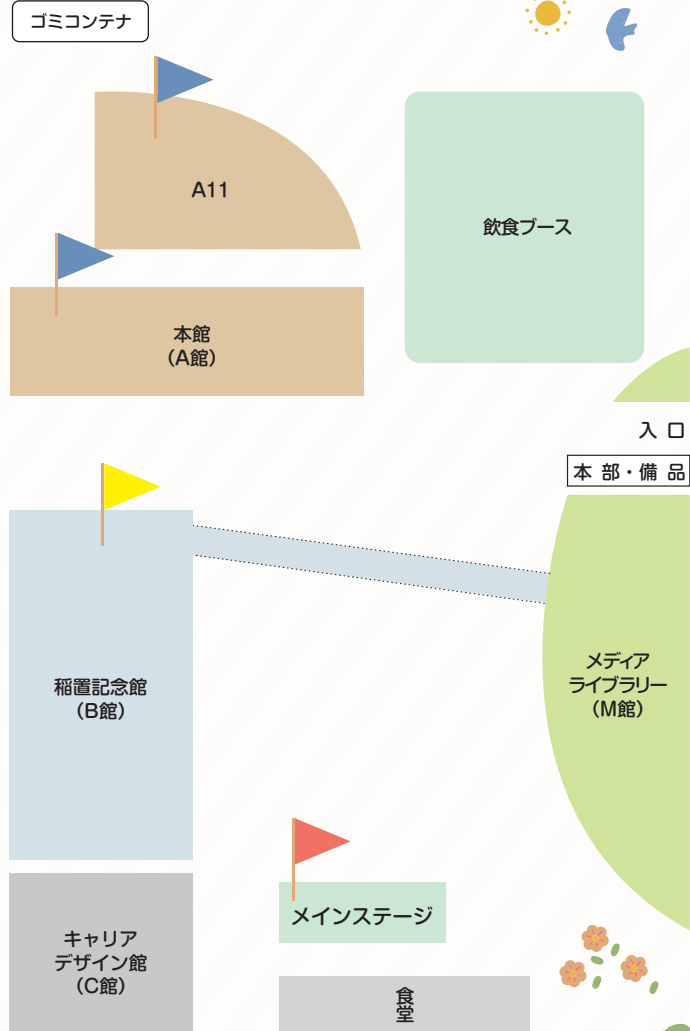 ゴミコンテナ
A11
飲食ブース
本館
（A館）
入 口
本 部・備 品
稲置記念館
（B館）
メディア
ライブラリー
（M館）
メインステージ
キャリア
デザイン館
（C館）
食
堂